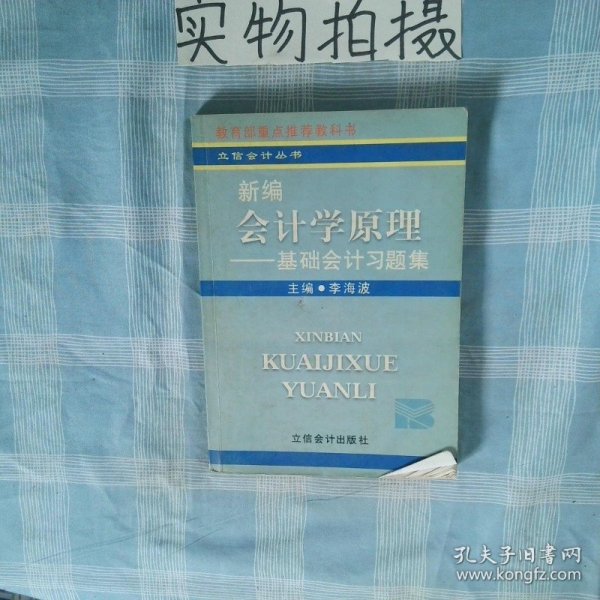 实物拍摄
教育部重点推荐教科书
立信会计丛书
新编
会计学原理
——基础会计习题集
主编●李海波
XINBIAN
KUAIJIXUE
YUANLI
立信会计出版社
孔夫子旧书网
www.kongfz.com